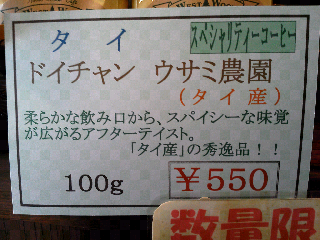 タイ スペシャリティーコーヒー
ドイチャン ウサミ農園
(タイ産)
柔らかな飲み口から、スパイシーな味覚
が広がるアフターテイスト。
「タイ産」の秀逸品!!
100g ¥550
数量限